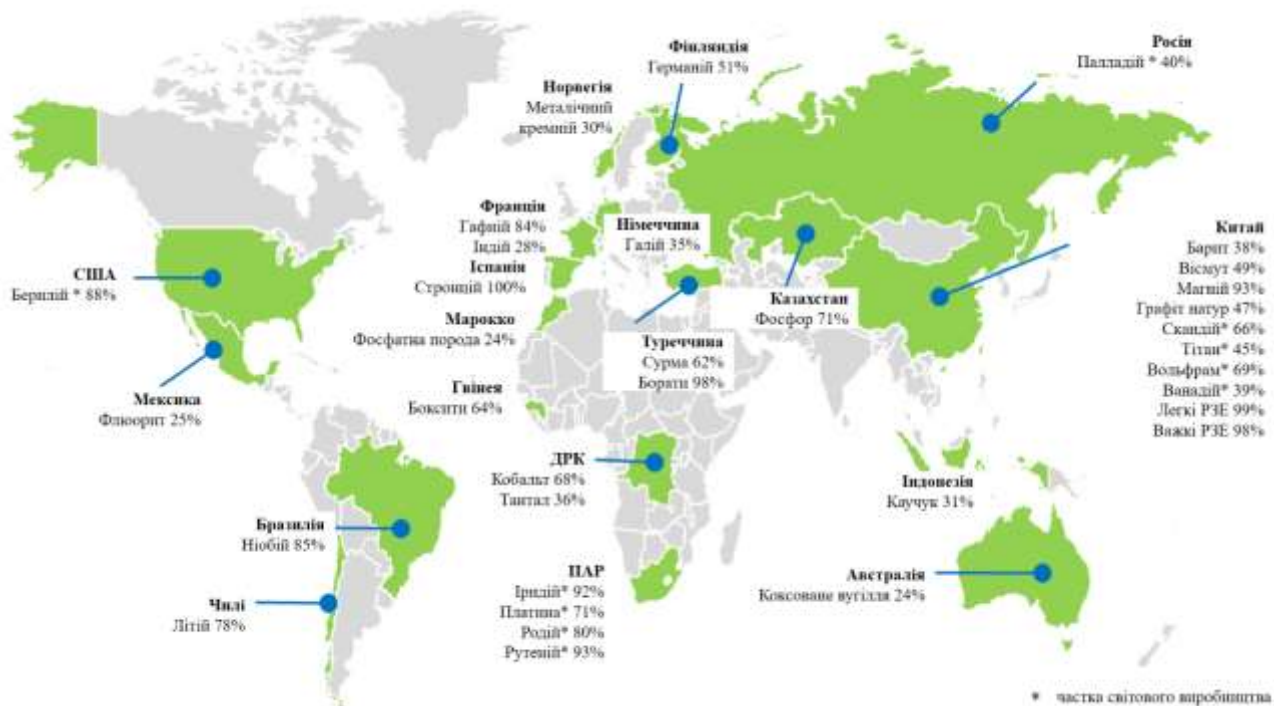 Фінляндія
Германій 51%
Росія
Палладій * 40%
Норвегія
Металічний
кремній 30%
Франція
Гафній 84%
Індій 28%
Німеччина
Галій 35%
Китай
Барит 38%
Вісмут 49%
Магній 93%
Графіт натур 47%
Скандій* 66%
Тітан* 45%
Вольфрам* 69%
Ванадій* 39%
Легкі РЗЕ 99%
Важкі РЗЕ 98%
США
Берилій * 88%
Іспанія
Стронцій 100%
Казахстан
Фосфор 71%
Марокко
Фосфатна порода 24%
Туреччина
Сурма 62%
Борати 98%
Мексика
Флюорит 25%
Гвінея
Боксити 64%
ДРК
Кобальт 68%
Тантал 36%
Індонезія
Каучук 31%
Бразилія
Ніобій 85%
ПАР
Іридій* 92%
Платина* 71%
Родій* 80%
Рутеній* 93%
Австралія
Коксоване вугілля 24%
Чилі
Літій 78%
* частка світового виробництва